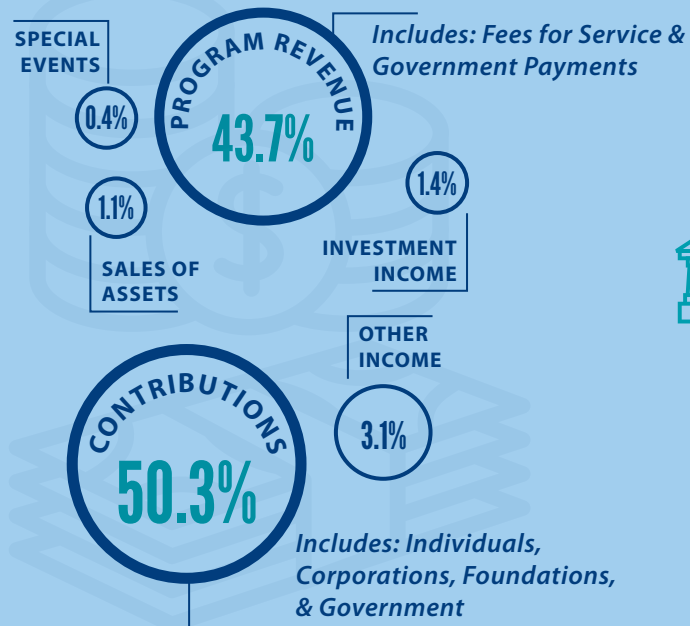 SPECIAL
EVENTS
0.4%
PROGRAM REVENUE
43.7%
Includes: Fees for Service &
Government Payments
1.1%
SALES OF
ASSETS
1.4%
INVESTMENT
INCOME
OTHER
INCOME
3.1%
CONTRIBUTIONS
50.3%
Includes: Individuals,
Corporations, Foundations,
& Government